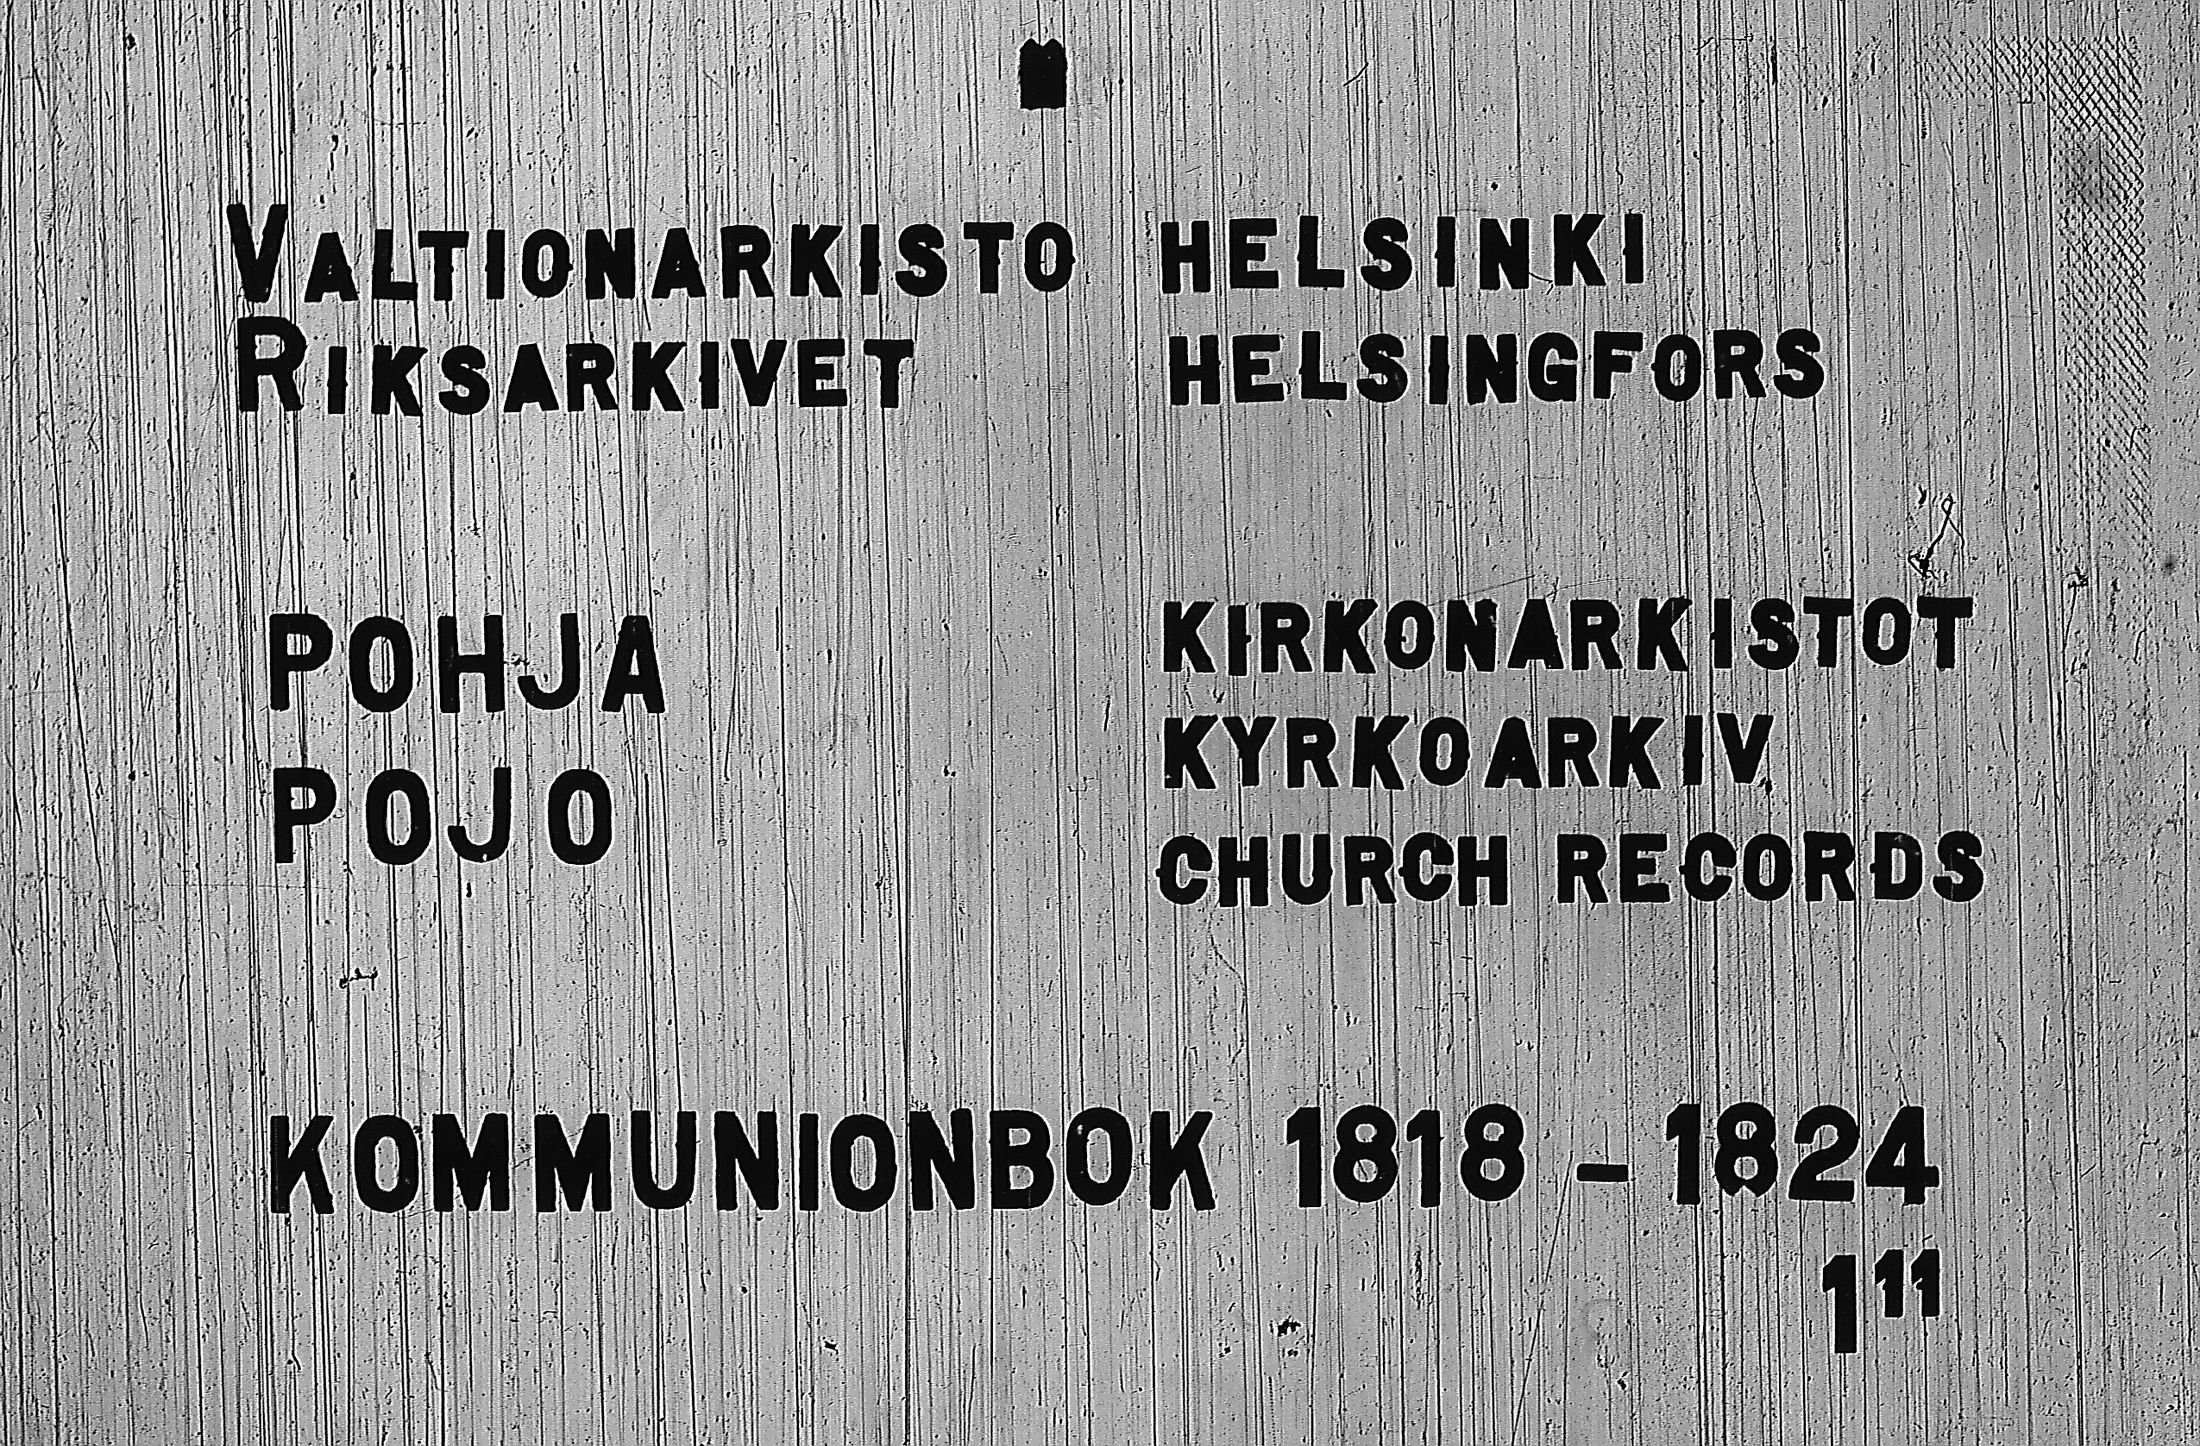 VALTIONARKISTO HELSINKI
RIKSARKIVET HELSINGFORS
POHJA
POJO
KIRKONARKISTOT
KYRKOARKIV
CHURCH RECORDS
KOMMUNIONBOK 1818 – 1824
1¹¹